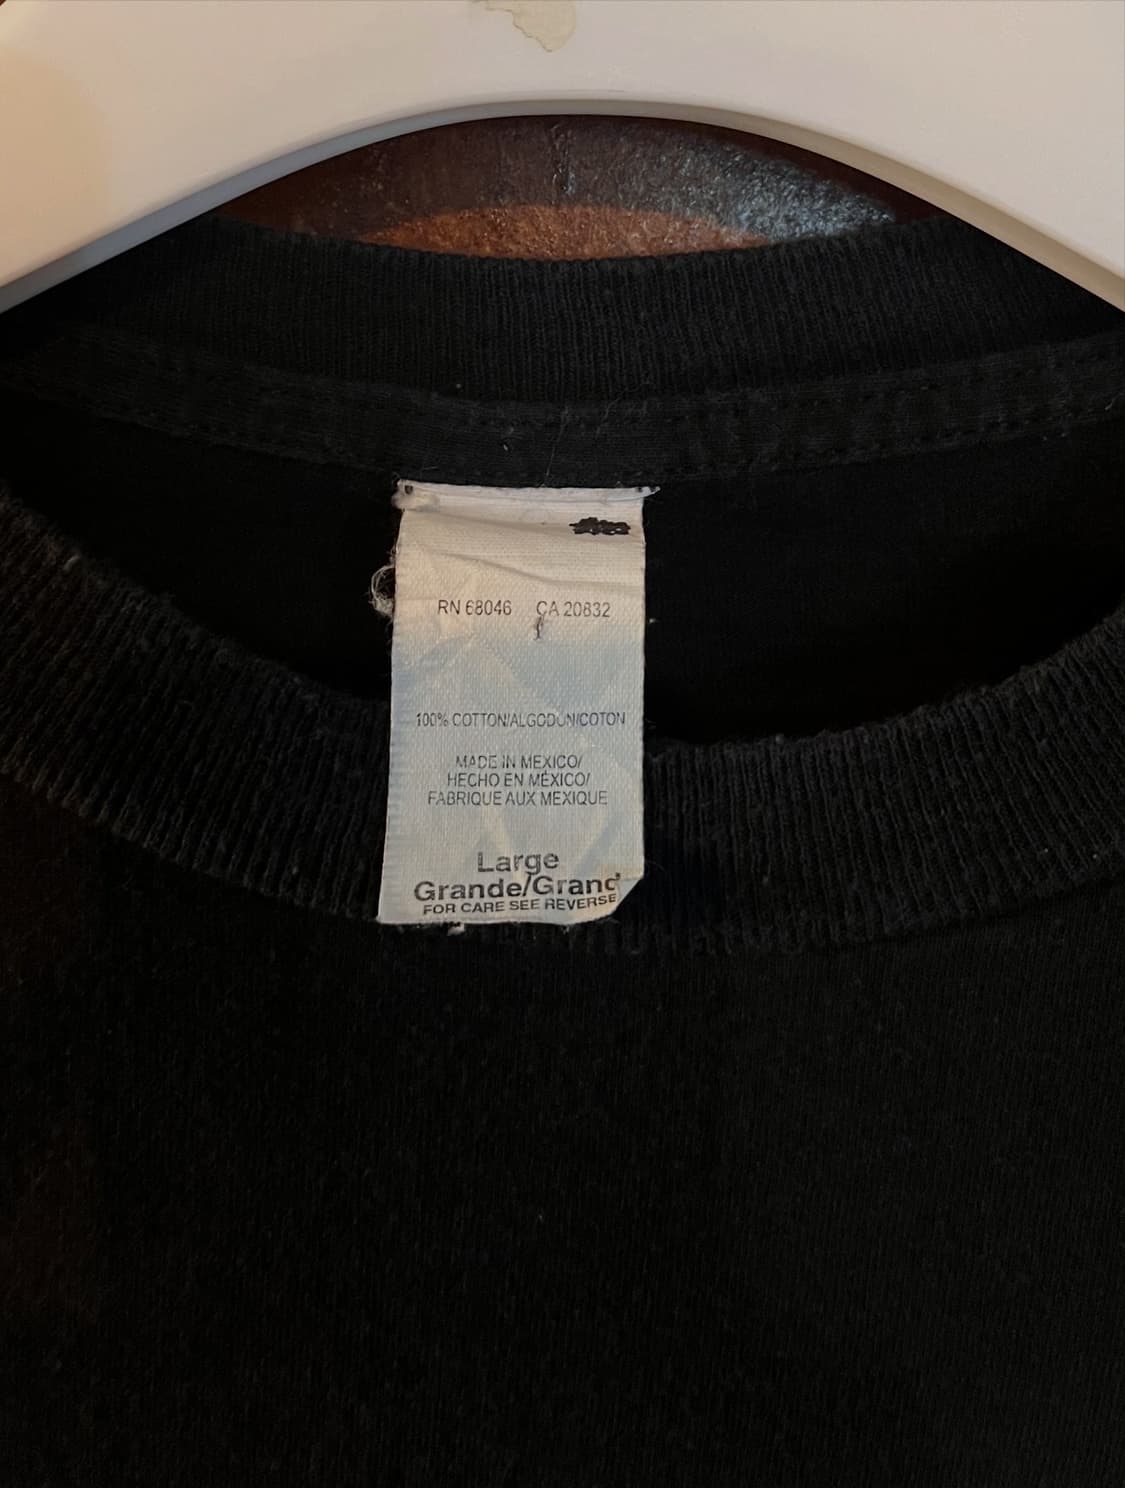 RN 68046 CA 20832
100% COTTON/ALGODON/COTON
MADE IN MEXICO/
HECHO EN MÉXICO/
FABRIQUE AUX MEXIQUE
Large
Grande/Grand
FOR CARE SEE REVERSE